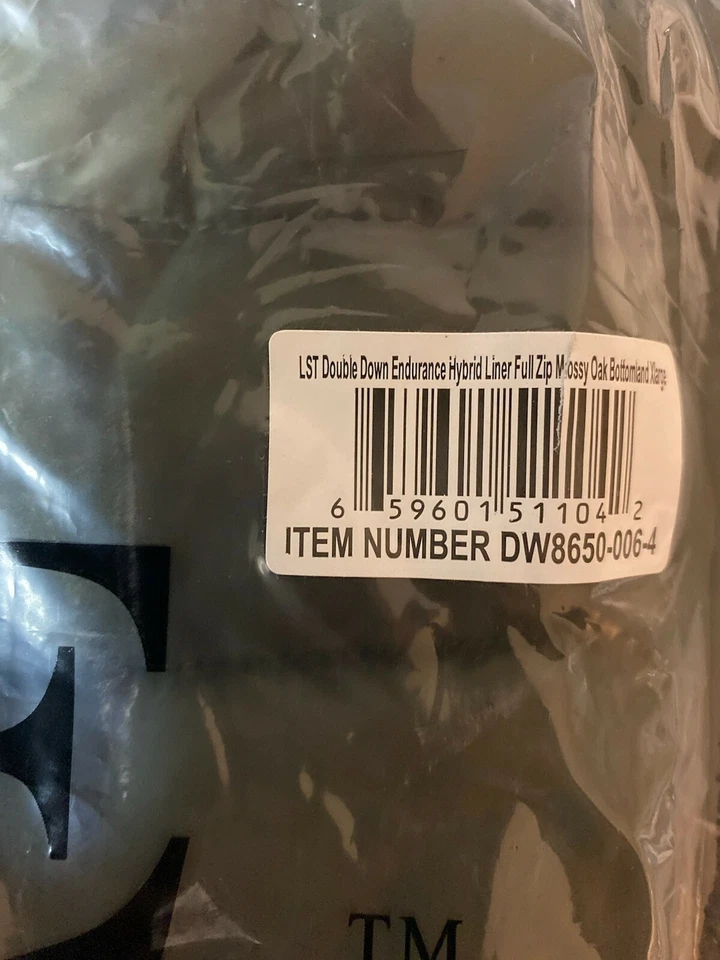 LST Double Down Endurance Hybrid Liner Full Zip Mossy Oak Bottomland Xlarge
6 59601 51104 2
ITEM NUMBER DW8650-006-4
E
TM